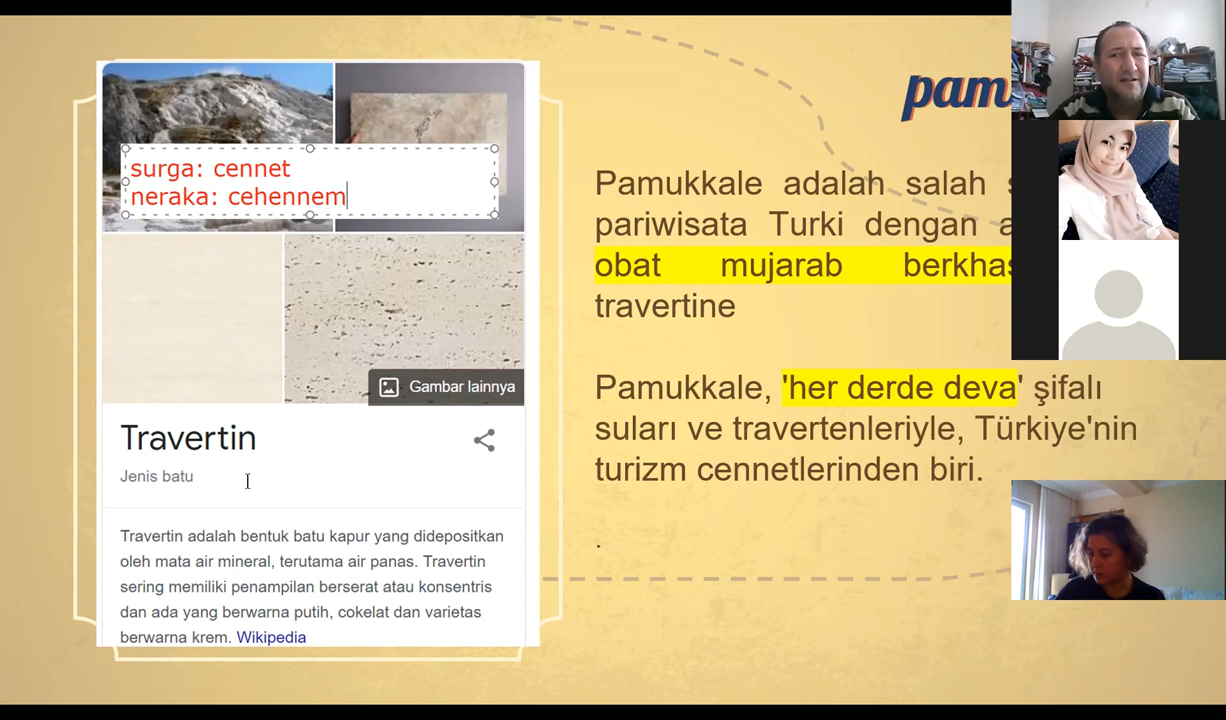 surga: cennet
neraka: cehennem
Gambar lainnya
Travertin
Jenis batu
Travertin adalah bentuk batu kapur yang didepositkan
oleh mata air mineral, terutama air panas. Travertin
sering memiliki penampilan berserat atau konsentris
dan ada yang berwarna putih, cokelat dan varietas
berwarna krem. Wikipedia
pam
Pamukkale adalah salah
pariwisata Turki dengan
obat mujarab berkhas
travertine
Pamukkale, 'her derde deva' şifalı
suları ve travertenleriyle, Türkiye'nin
turizm cennetlerinden biri.
.